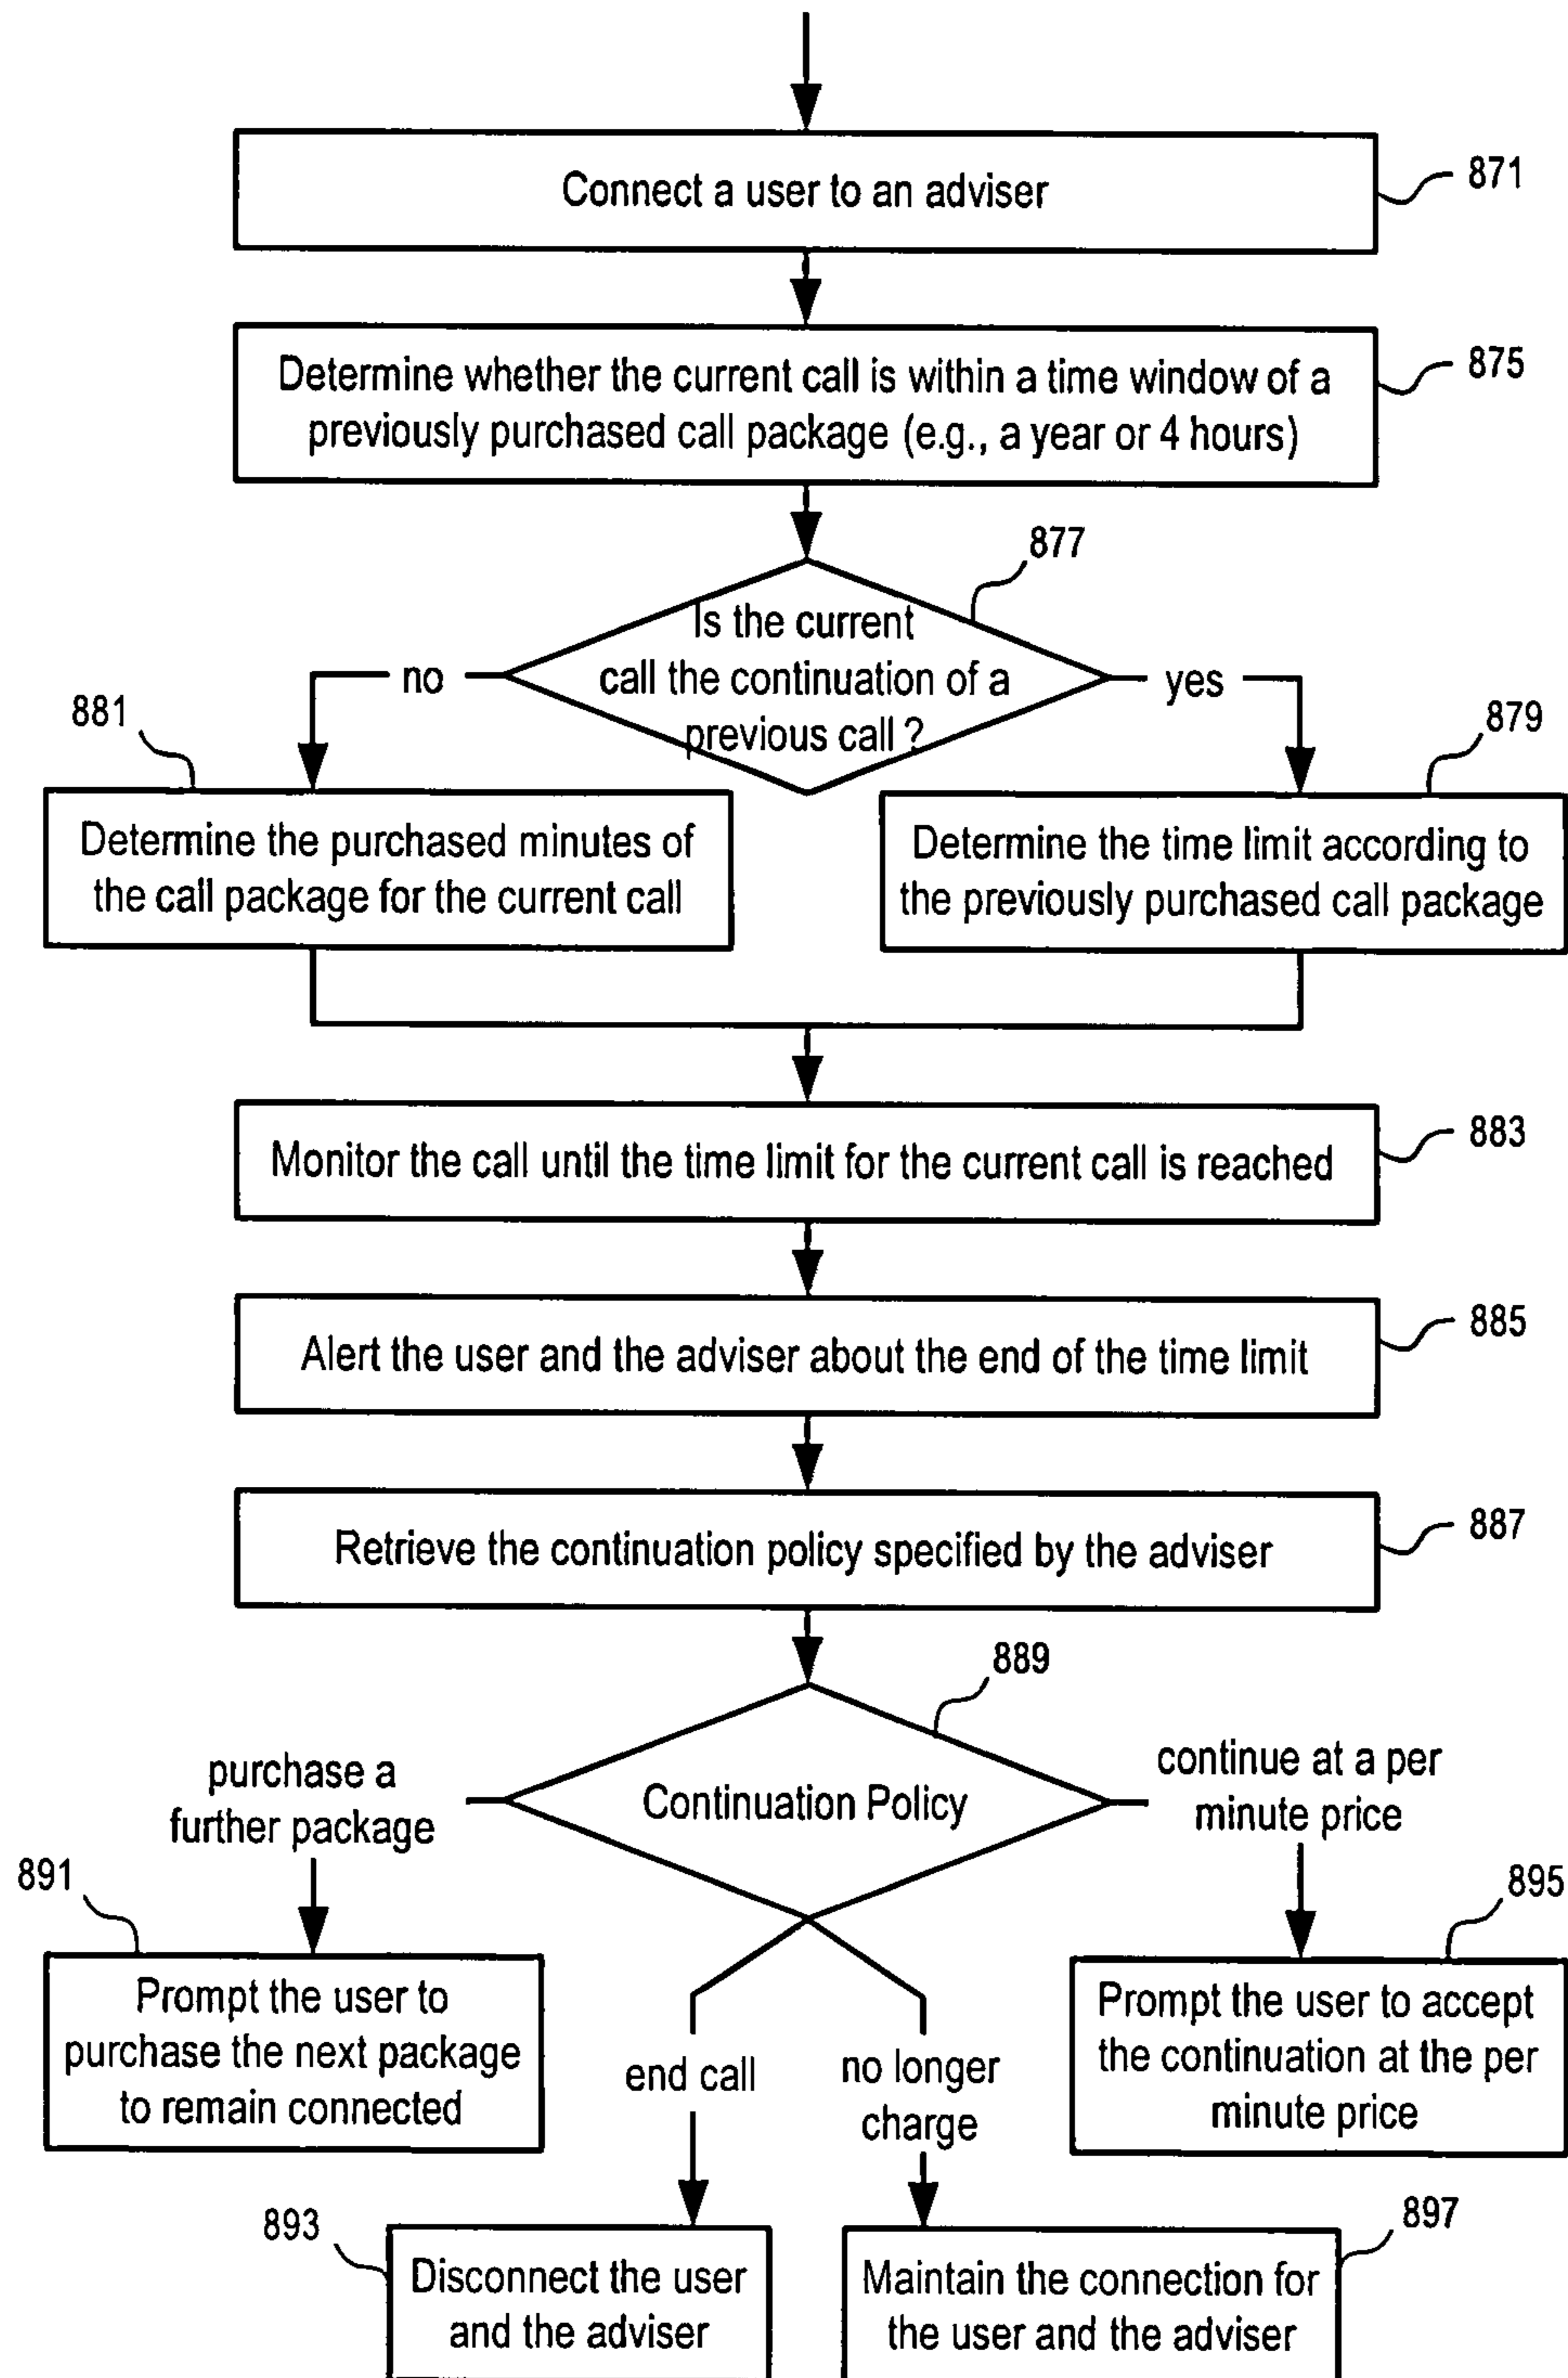 Connect a user to an adviser
871
Determine whether the current call is within a time window of a
previously purchased call package (e.g., a year or 4 hours)
875
877
Is the current
call the continuation of a
previous call ?
no
yes
881
879
Determine the purchased minutes of
the call package for the current call
Determine the time limit according to
the previously purchased call package
Monitor the call until the time limit for the current call is reached
883
Alert the user and the adviser about the end of the time limit
885
Retrieve the continuation policy specified by the adviser
887
889
Continuation Policy
purchase a
further package
continue at a per
minute price
891
895
Prompt the user to
purchase the next package
to remain connected
Prompt the user to accept
the continuation at the per
minute price
end call
no longer
charge
893
897
Disconnect the user
and the adviser
Maintain the connection for
the user and the adviser